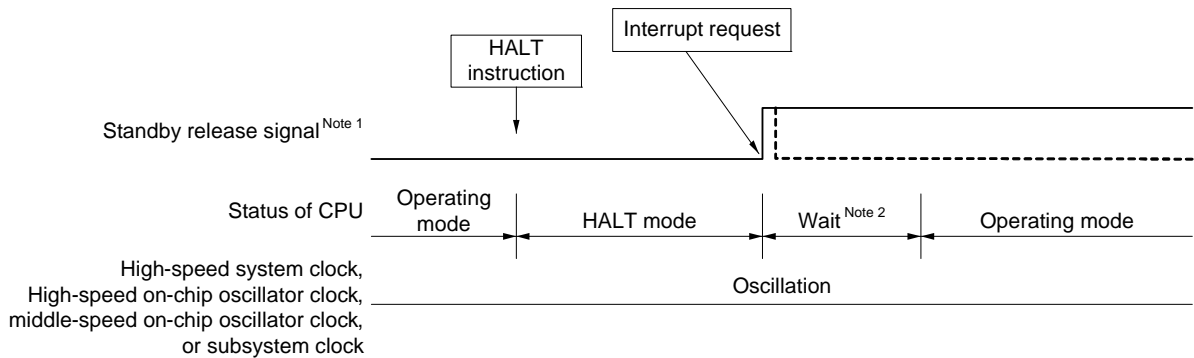 Interrupt request
HALT
instruction
Standby release signal Note 1
Status of CPU
Operating
mode
HALT mode
Wait Note 2
Operating mode
High-speed system clock,
High-speed on-chip oscillator clock,
middle-speed on-chip oscillator clock,
or subsystem clock
Oscillation